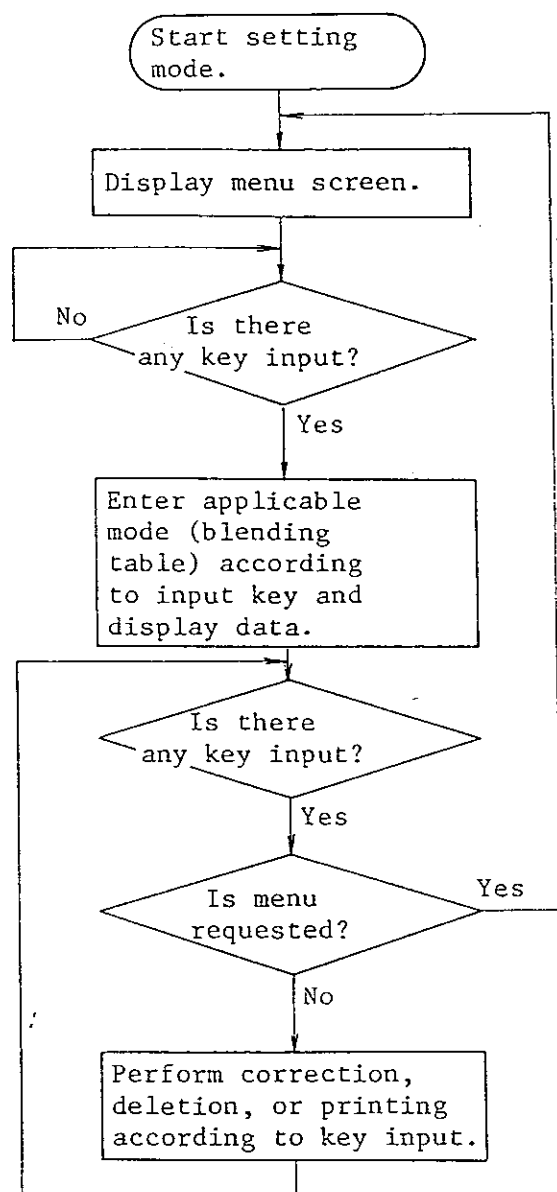 Start setting
mode.
Display menu screen.
No
Is there
any key input?
Yes
Enter applicable
mode (blending
table) according
to input key and
display data.
Is there
any key input?
Yes
Is menu
requested?
Yes
No
Perform correction,
deletion, or printing
according to key input.